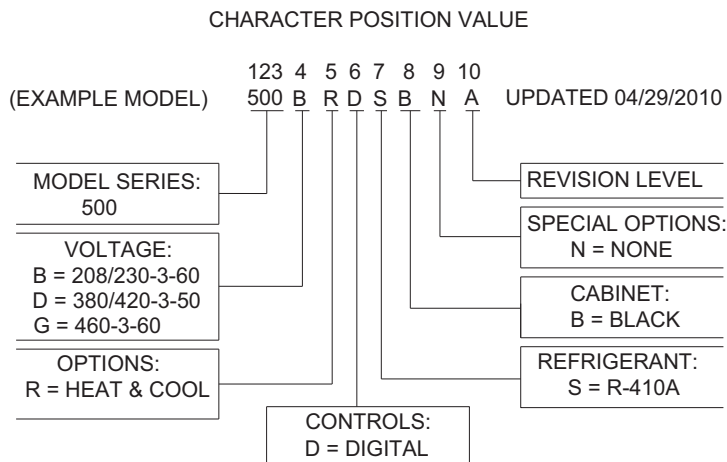 CHARACTER POSITION VALUE
123 4 5 6 7 8 9 10
(EXAMPLE MODEL) 500 B R D S B N A UPDATED 04/29/2010
MODEL SERIES:
500
VOLTAGE:
B = 208/230-3-60
D = 380/420-3-50
G = 460-3-60
OPTIONS:
R = HEAT & COOL
CONTROLS:
D = DIGITAL
REVISION LEVEL
SPECIAL OPTIONS:
N = NONE
CABINET:
B = BLACK
REFRIGERANT:
S = R-410A